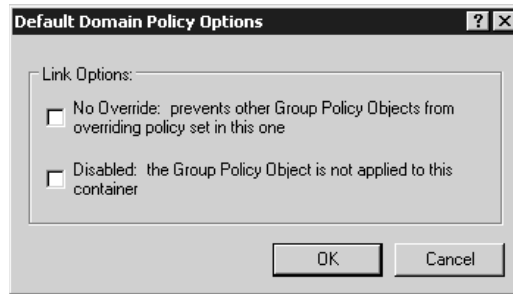 Default Domain Policy Options
Link Options:
No Override: prevents other Group Policy Objects from
overriding policy set in this one
Disabled: the Group Policy Object is not applied to this
container
OK
Cancel